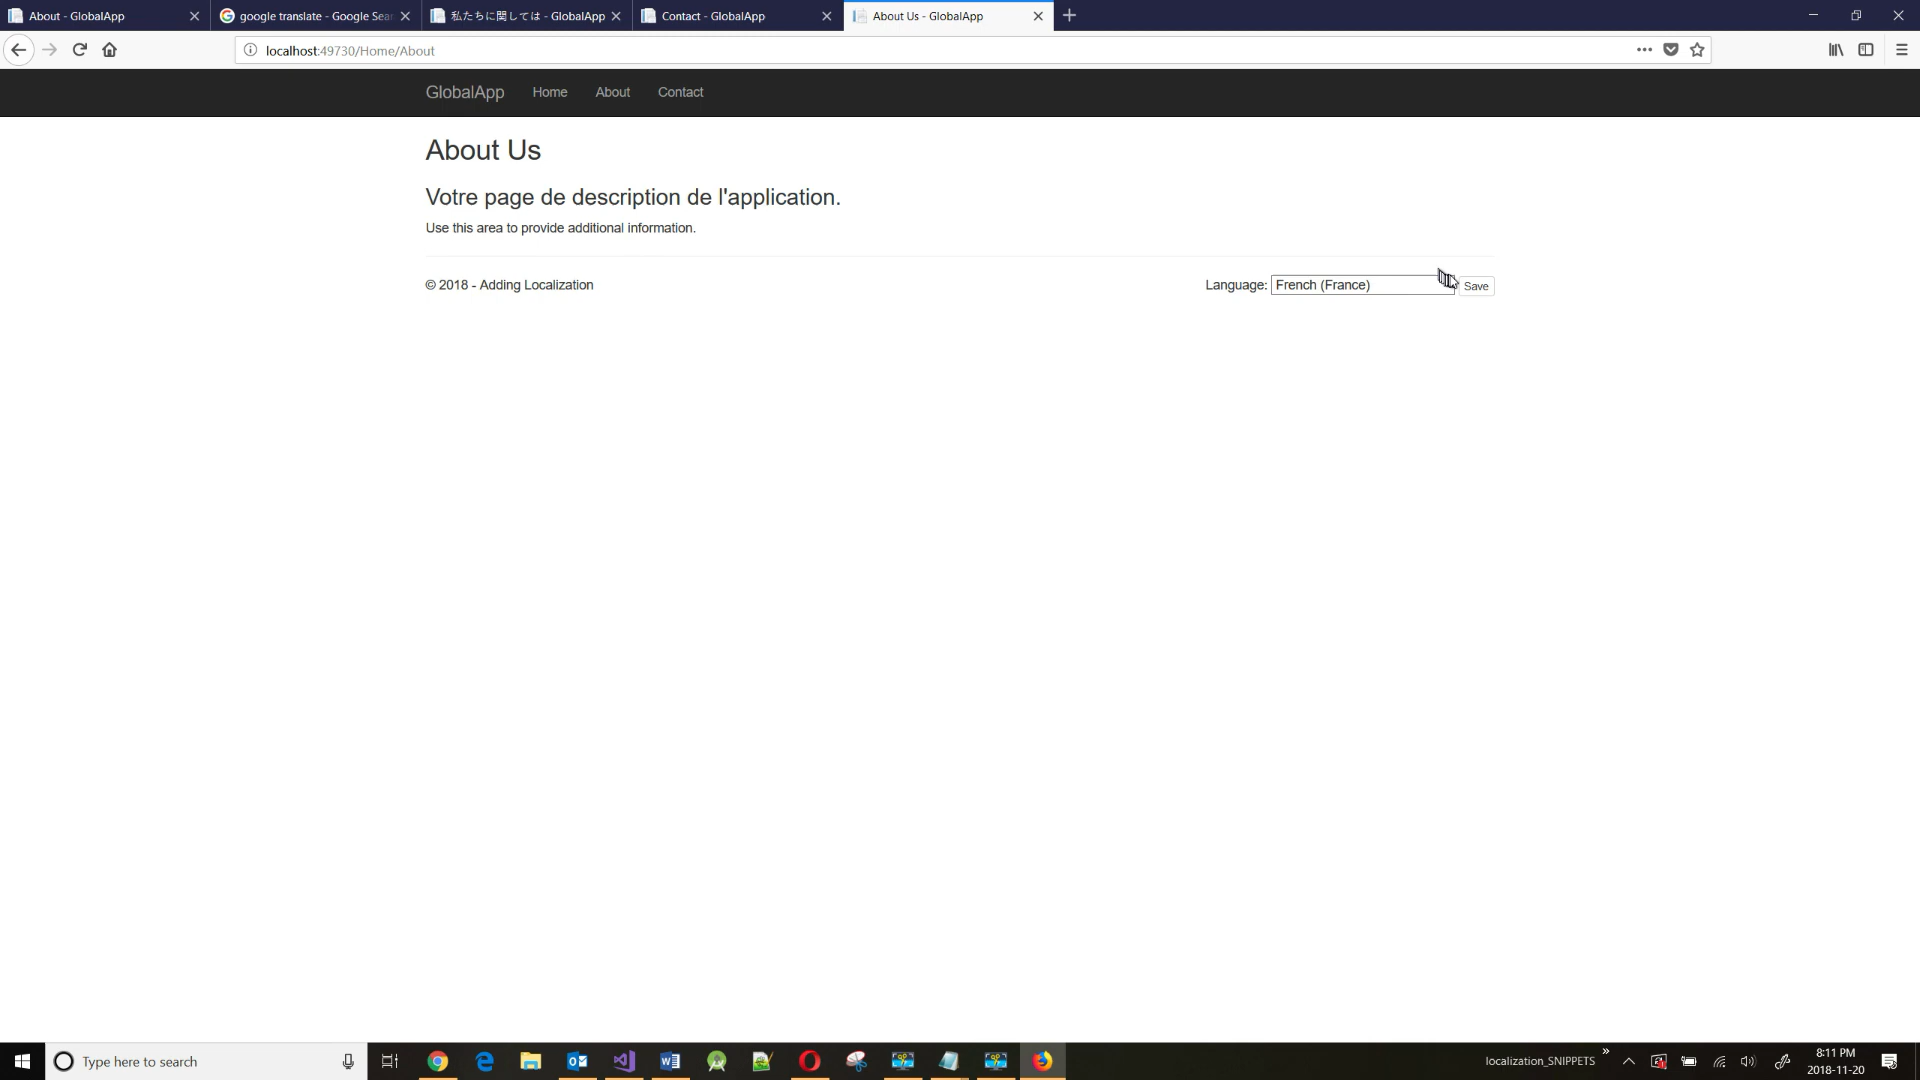 About - GlobalApp
google translate - Google Sea
私たちに関しては - GlobalApp
Contact - GlobalApp
About Us - GlobalApp
localhost:49730/Home/About
GlobalApp Home About Contact
About Us
Votre page de description de l'application.
Use this area to provide additional information.
© 2018 - Adding Localization
Language: French (France) Save
Type here to search
localization_SNIPPETS
8:11 PM
2018-11-20